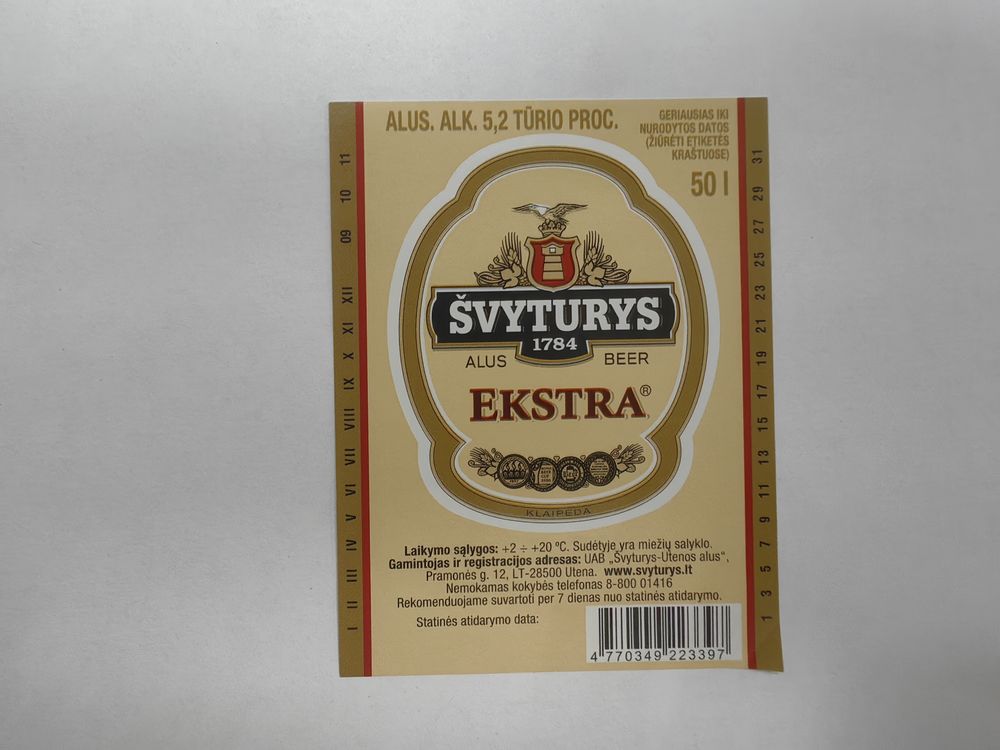 ALUS. ALK. 5,2 TŪRIO PROC.
GERIAUSIAS IKI
NURODYTOS DATOS
(ŽIŪRĖTI ETIKETĖS
KRAŠTUOSE)
50 l
ŠVYTURYS
1784
ALUS BEER
EKSTRA®
KLAIPĖDA
Laikymo sąlygos: +2 ÷ +20 ºC. Sudėtyje yra miežių salyklo.
Gamintojas ir registracijos adresas: UAB „Švyturys-Utenos alus“,
Pramonės g. 12, LT-28500 Utena. www.svyturys.lt
Nemokamas kokybės telefonas 8-800 01416
Rekomenduojame suvartoti per 7 dienas nuo statinės atidarymo.
Statinės atidarymo data:
4 770349 223397
I II III IV V VI VII VIII IX X XI XII 09 10 11
1 3 5 7 9 11 13 15 17 19 21 23 25 27 29 31